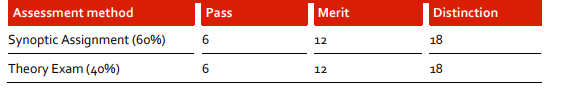 Assessment method Pass Merit Distinction
Synoptic Assignment (60%) 6 12 18
Theory Exam (40%) 6 12 18